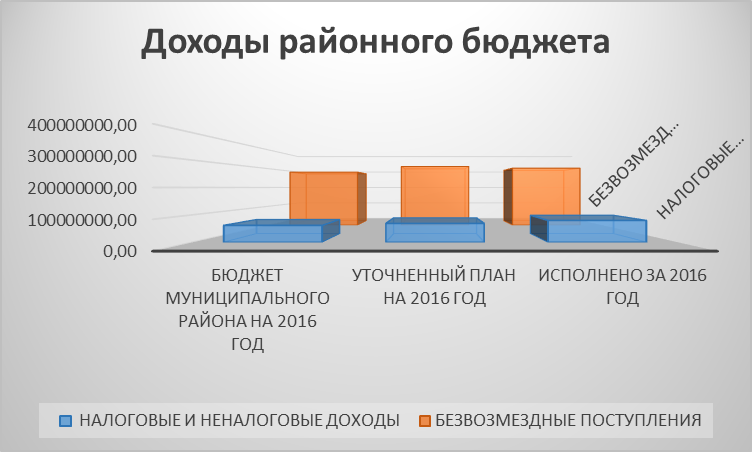 Доходы районного бюджета
400000000,00
300000000,00
200000000,00
100000000,00
0,00
БЕЗВОЗМЕЗД...
НАЛОГОВЫЕ...
БЮДЖЕТ
МУНИЦИПАЛЬНОГО
РАЙОНА НА 2016
ГОД
УТОЧНЕННЫЙ ПЛАН
НА 2016 ГОД
ИСПОЛНЕНО ЗА 2016
ГОД
НАЛОГОВЫЕ И НЕНАЛОГОВЫЕ ДОХОДЫ
БЕЗВОЗМЕЗДНЫЕ ПОСТУПЛЕНИЯ